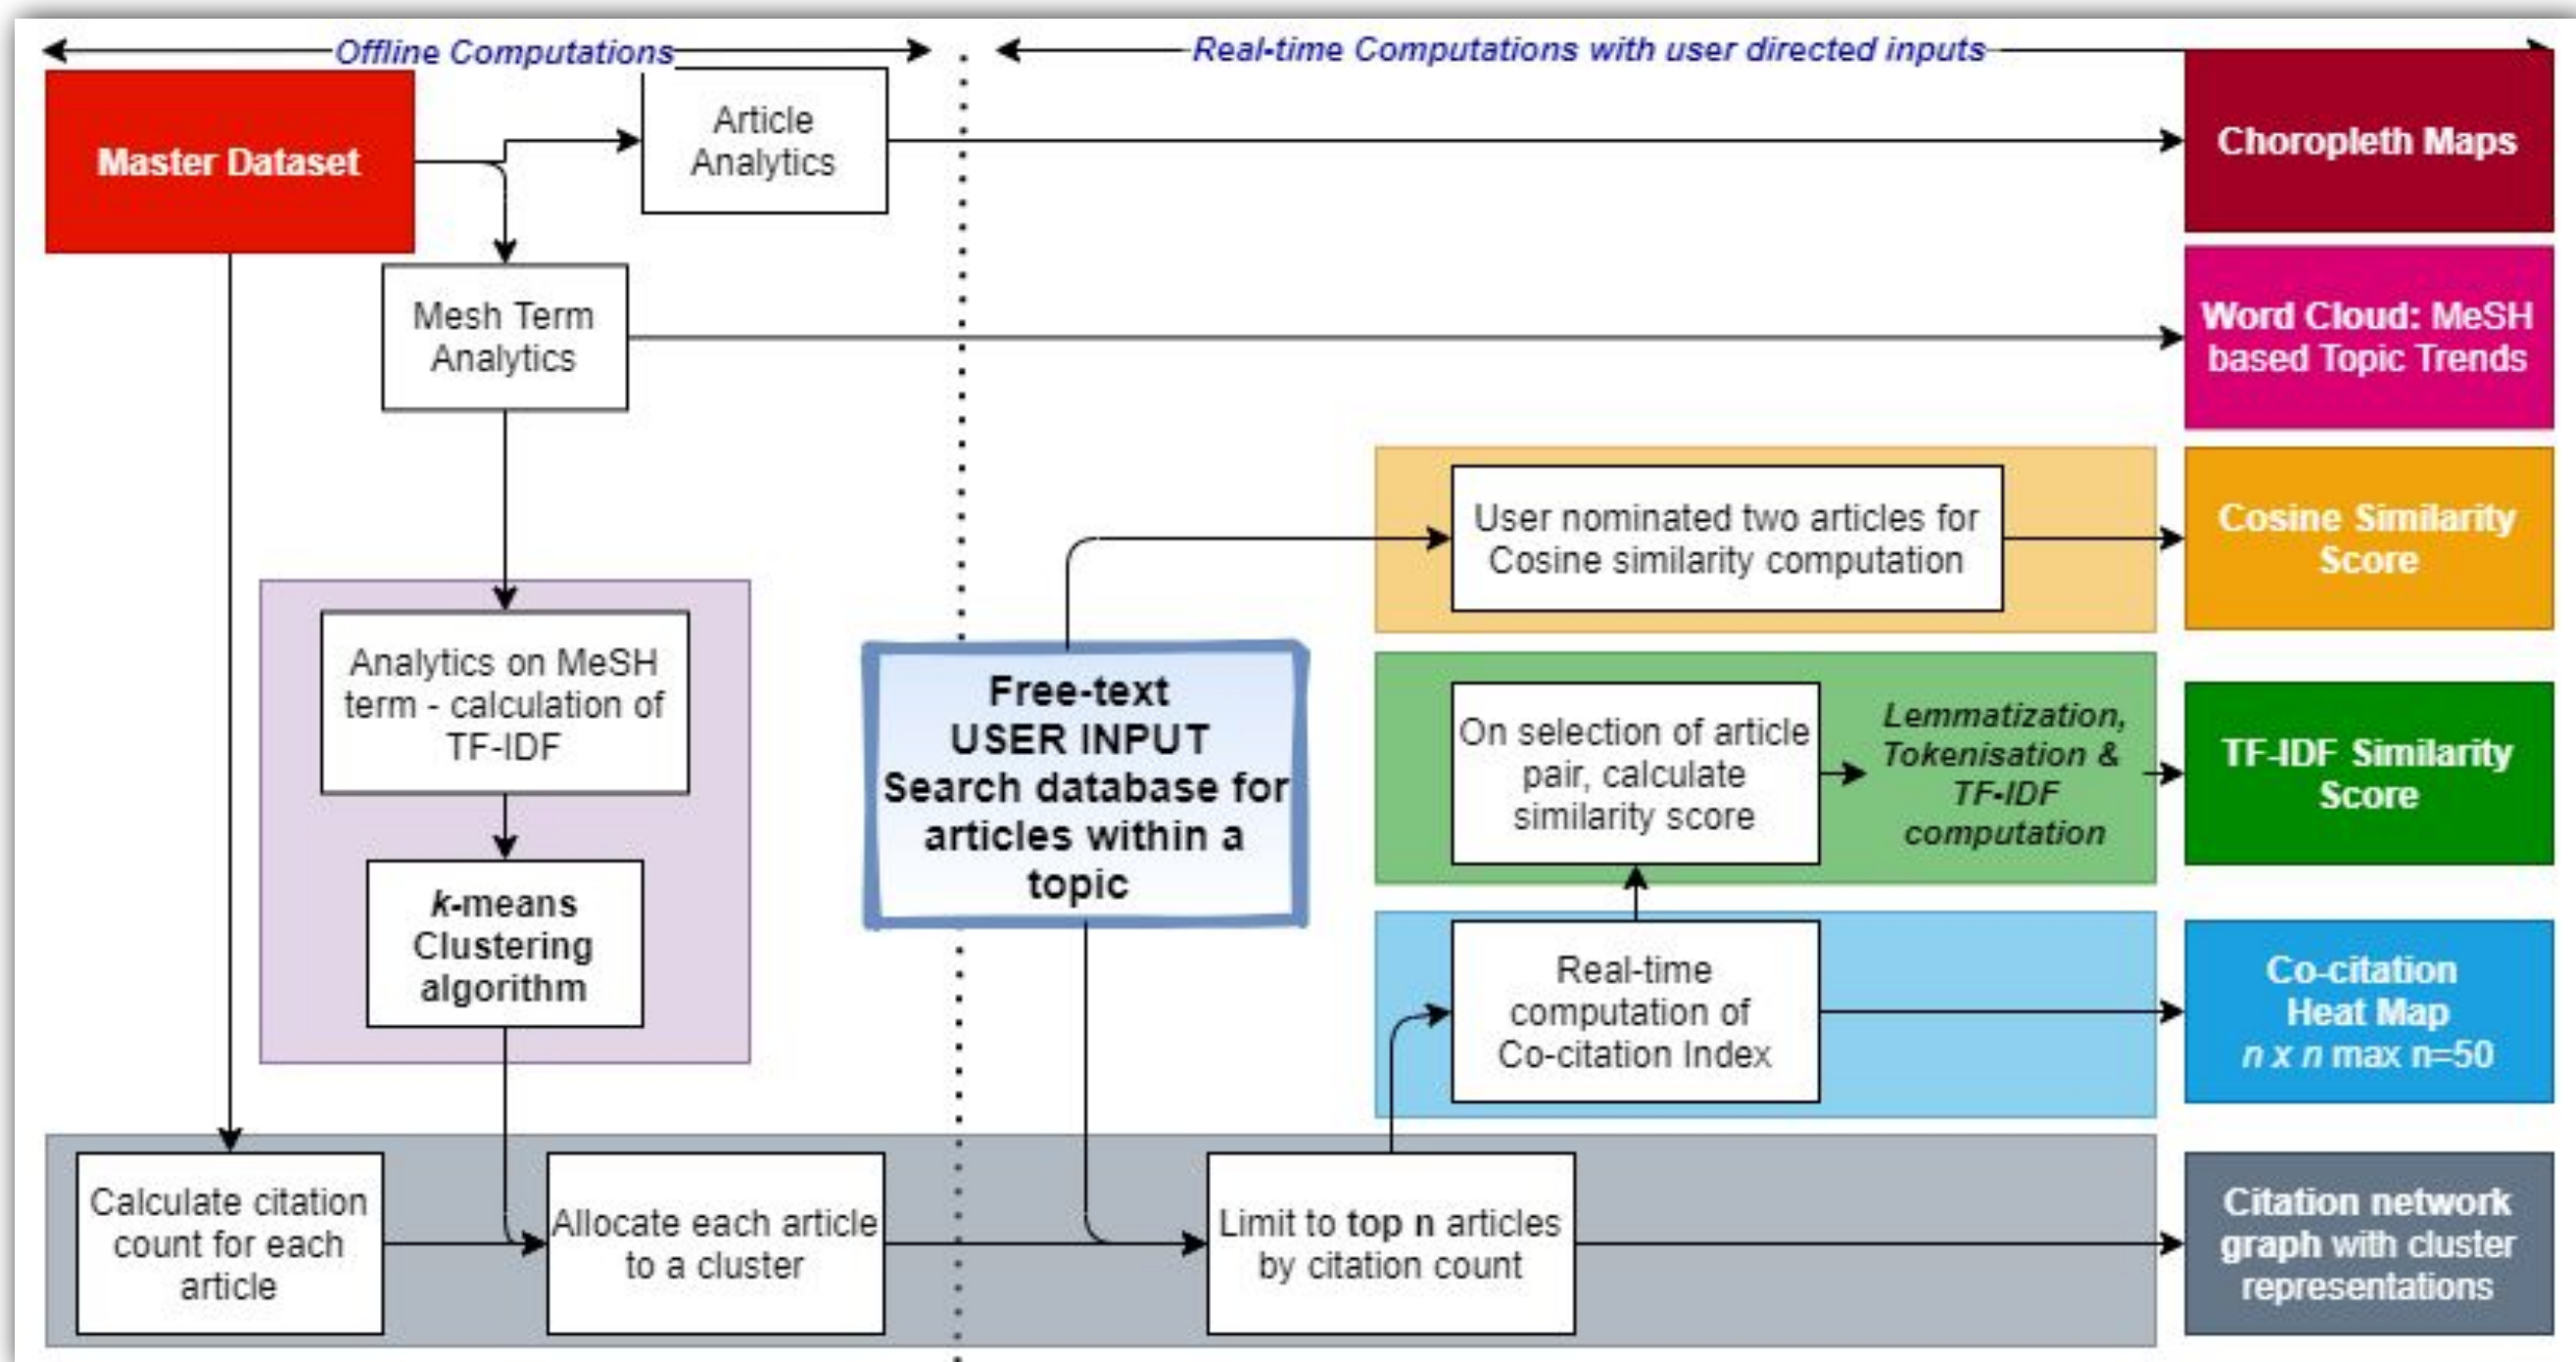 Offline Computations
Real-time Computations with user directed inputs
Master Dataset
Article
Analytics
Choropleth Maps
Mesh Term
Analytics
Word Cloud: MeSH
based Topic Trends
User nominated two articles for
Cosine similarity computation
Cosine Similarity
Score
Analytics on MeSH
term - calculation of
TF-IDF
Free-text
USER INPUT
Search database for
articles within a
topic
On selection of article
pair, calculate
similarity score
Lemmatization,
Tokenisation &
TF-IDF
computation
TF-IDF Similarity
Score
k-means
Clustering
algorithm
Real-time
computation of
Co-citation Index
Co-citation
Heat Map
n x n max n=50
Calculate citation
count for each
article
Allocate each article
to a cluster
Limit to top n articles
by citation count
Citation network
graph with cluster
representations